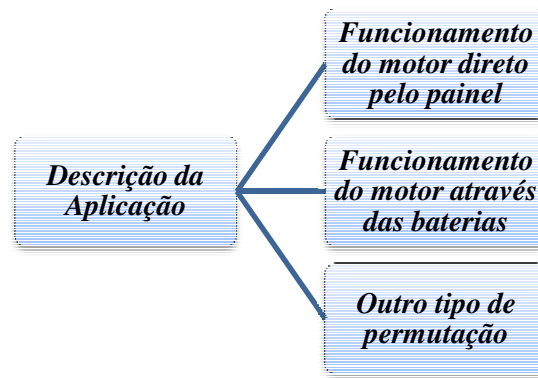 Funcionamento
do motor direto
pelo painel
Descrição da
Aplicação
Funcionamento
do motor através
das baterias
Outro tipo de
permutação